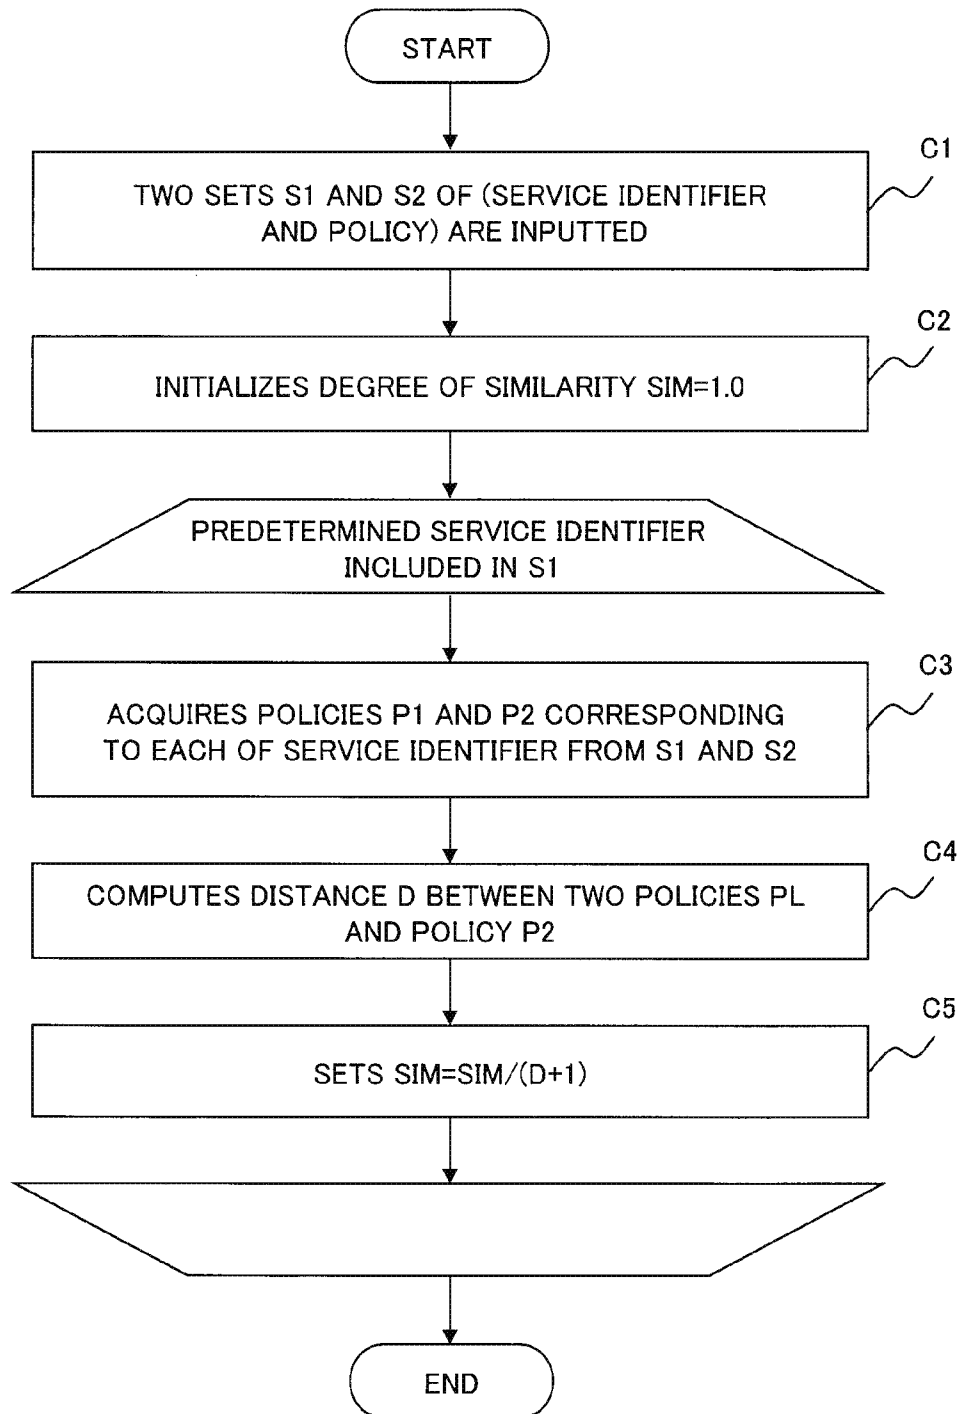 START
C1
TWO SETS S1 AND S2 OF (SERVICE IDENTIFIER
AND POLICY) ARE INPUTTED
C2
INITIALIZES DEGREE OF SIMILARITY SIM=1.0
PREDETERMINED SERVICE IDENTIFIER
INCLUDED IN S1
C3
ACQUIRES POLICIES P1 AND P2 CORRESPONDING
TO EACH OF SERVICE IDENTIFIER FROM S1 AND S2
C4
COMPUTES DISTANCE D BETWEEN TWO POLICIES PL
AND POLICY P2
C5
SETS SIM=SIM/(D+1)
END